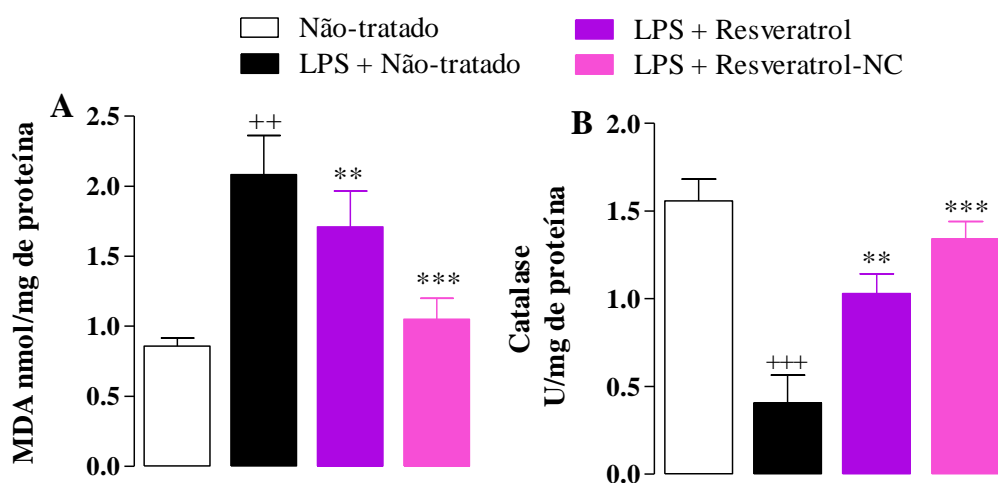 Não-tratado
LPS + Não-tratado
LPS + Resveratrol
LPS + Resveratrol-NC
A
MDA nmol/mg de proteína
2.5
2.0
1.5
1.0
0.5
0.0
++
**
***
B
Catalase
U/mg de proteína
2.0
1.5
1.0
0.5
0.0
+++
**
***